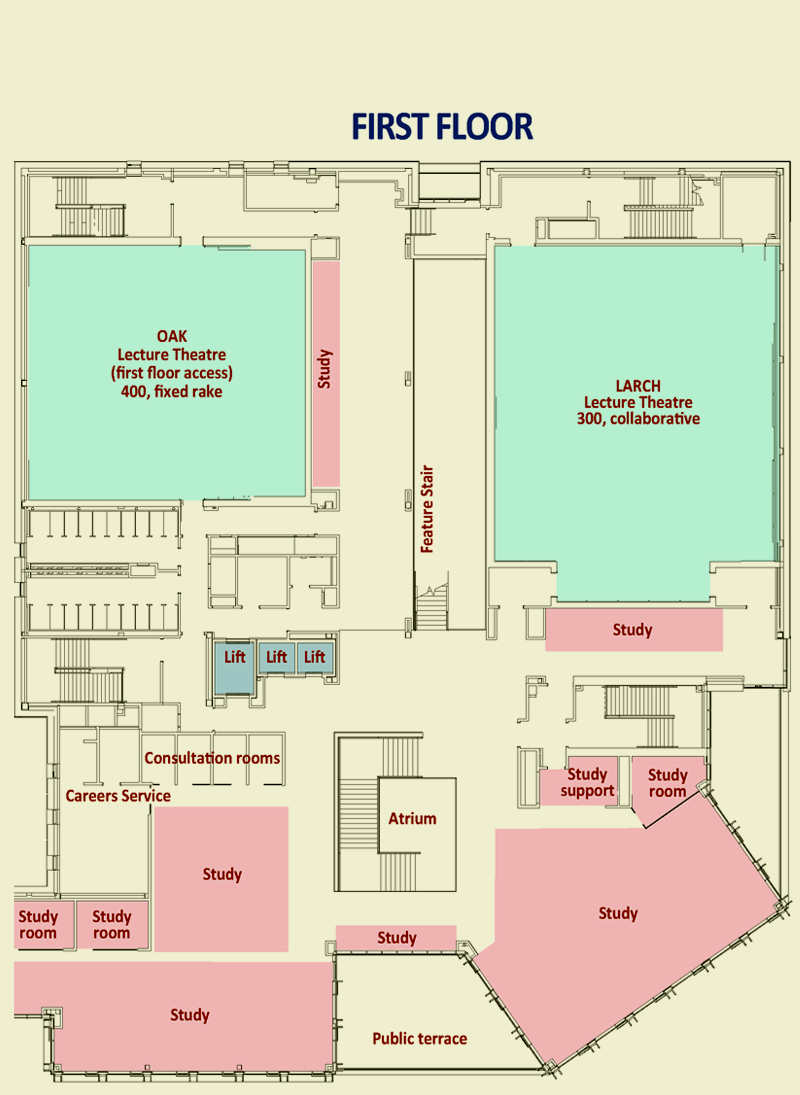 FIRST FLOOR
OAK
Lecture Theatre
(first floor access)
400, fixed rake
Study
LARCH
Lecture Theatre
300, collaborative
Feature Stair
Study
Lift
Lift
Lift
Consultation rooms
Careers Service
Study
support
Study
room
Atrium
Study
Study
room
Study
room
Study
Study
Study
Public terrace